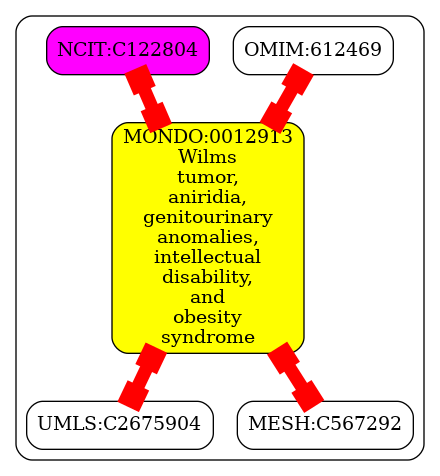 NCIT:C122804
OMIM:612469
MONDO:0012913
Wilms
tumor,
aniridia,
genitourinary
anomalies,
intellectual
disability,
and
obesity
syndrome
UMLS:C2675904
MESH:C567292